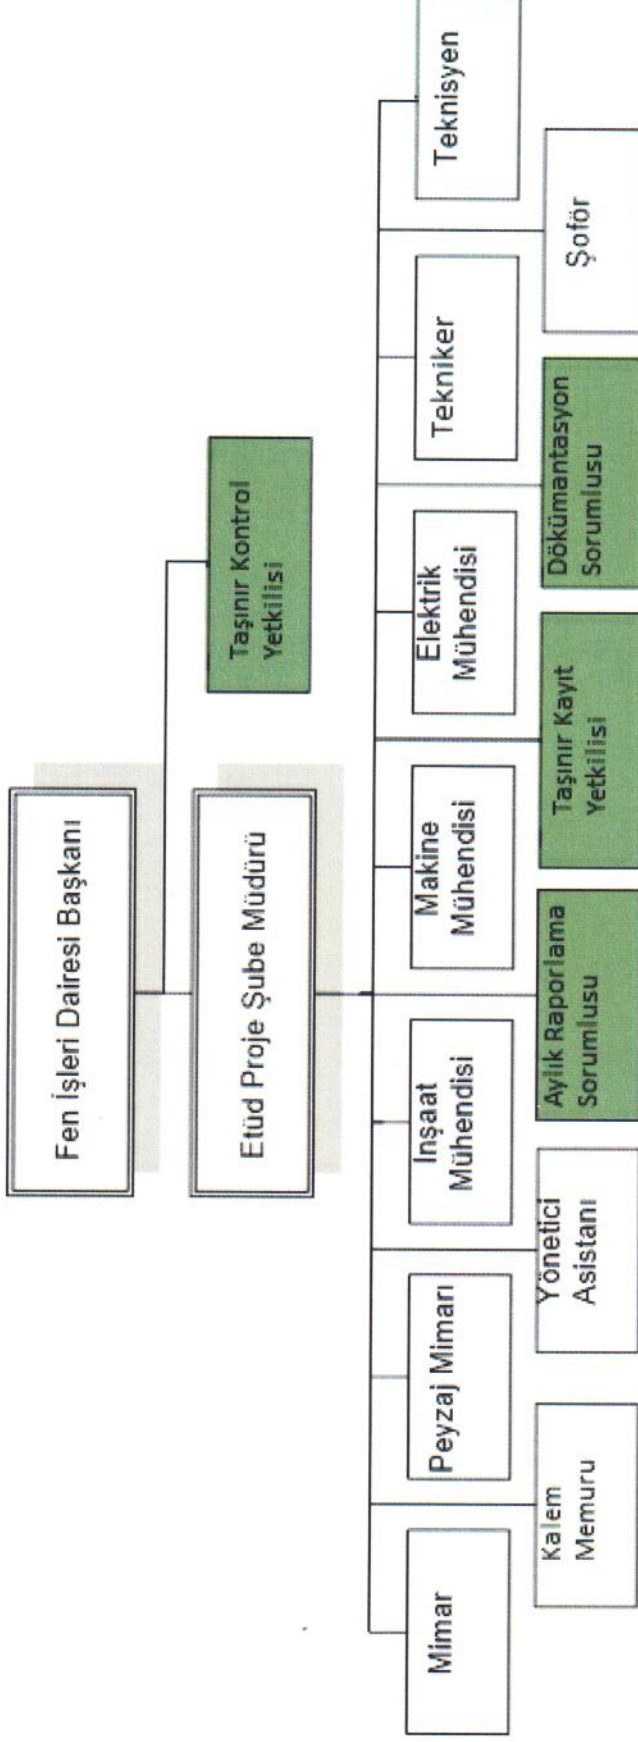 Fen İşleri Dairesi Başkanı
Taşınır Kontrol
Yetkilisi
Etüd Proje Şube Müdürü
Mimar
Peyzaj Mimarı
İnşaat
Mühendisi
Makine
Mühendisi
Elektrik
Mühendisi
Tekniker
Teknisyen
Kalem
Memuru
Yönetici
Asistanı
Aylık Raporlama
Sorumlusu
Taşınır Kayıt
Yetkilisi
Dökümantasyon
Sorumlusu
Şoför